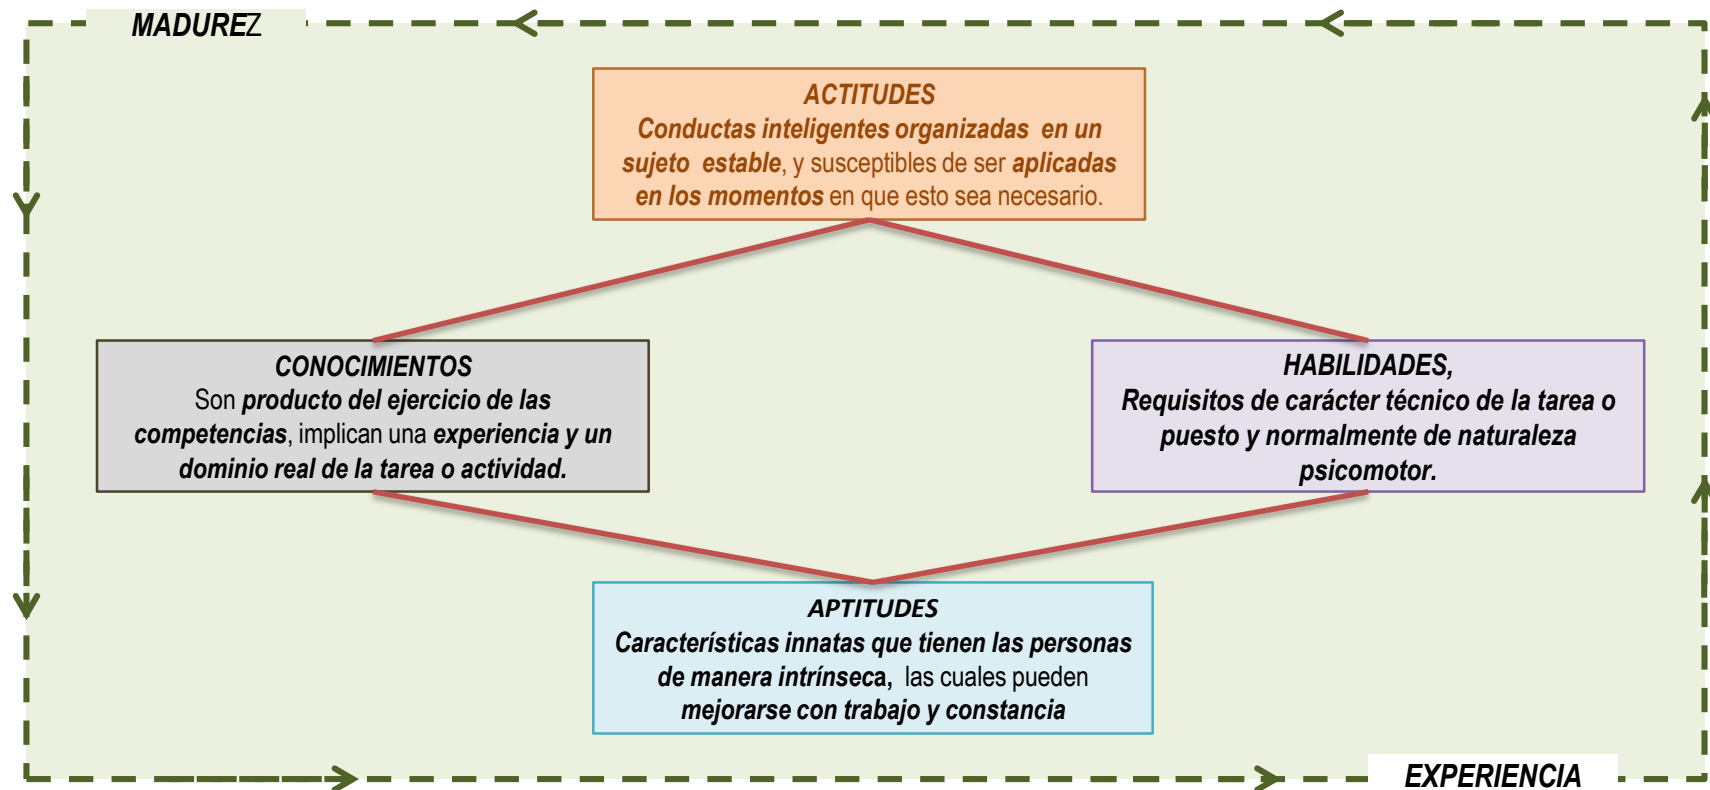 MADUREZ
ACTITUDES
Conductas inteligentes organizadas en un
sujeto estable, y susceptibles de ser aplicadas
en los momentos en que esto sea necesario.
CONOCIMIENTOS
Son producto del ejercicio de las
competencias, implican una experiencia y un
dominio real de la tarea o actividad.
HABILIDADES,
Requisitos de carácter técnico de la tarea o
puesto y normalmente de naturaleza
psicomotor.
APTITUDES
Características innatas que tienen las personas
de manera intrínseca, las cuales pueden
mejorarse con trabajo y constancia
EXPERIENCIA